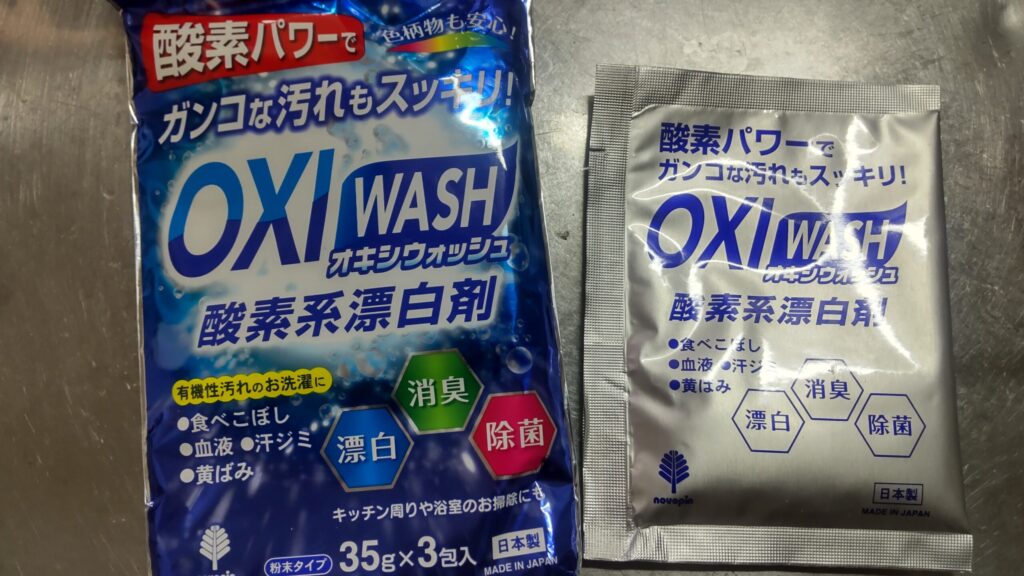 酸素パワーで
色柄物も安心!
ガンコな汚れもスッキリ!
OXI WASH
オキシウォッシュ
酸素系漂白剤
有機性汚れのお洗濯に
●食べこぼし
●血液 ●汗ジミ
●黄ばみ
漂白
消臭
除菌
キッチン周りや浴室のお掃除にも
粉末タイプ 35g×3包入
日本製
MADE IN JAPAN
酸素パワーで
ガンコな汚れもスッキリ!
OXI WASH
オキシウォッシュ
酸素系漂白剤
●食べこぼし
●血液 ●汗ジミ
●黄ばみ
漂白
消臭
除菌
novopin
日本製
MADE IN JAPAN